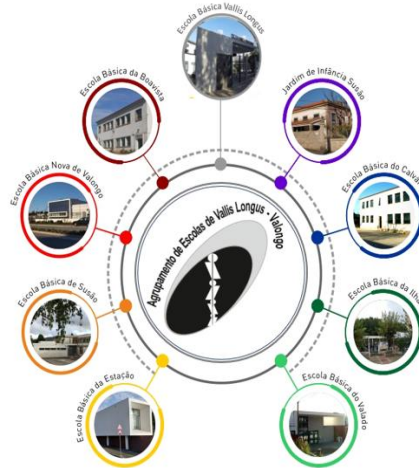 Escola Básica Vallis Longus
Escola Básica da Boavista
Jardim de Infância Susão
Escola Básica Nova de Valongo
Escola Básica do Calvário
Agrupamento de Escolas de Vallis Longus - Valongo
Escola Básica de Susão
Escola Básica da Ilha
Escola Básica da Estação
Escola Básica do Valado